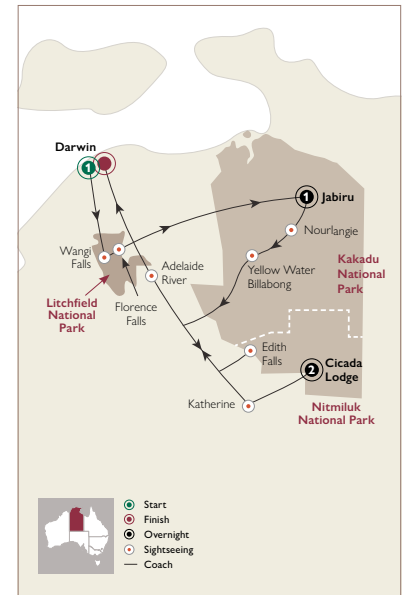 Darwin
1
1
Jabiru
Nourlangie
Wangi
Falls
Adelaide
River
Yellow Water
Billabong
Kakadu
National
Park
Litchfield
National
Park
Florence
Falls
Edith
Falls
2
Cicada
Lodge
Katherine
Nitmiluk
National Park
Start
Finish
Overnight
Sightseeing
Coach